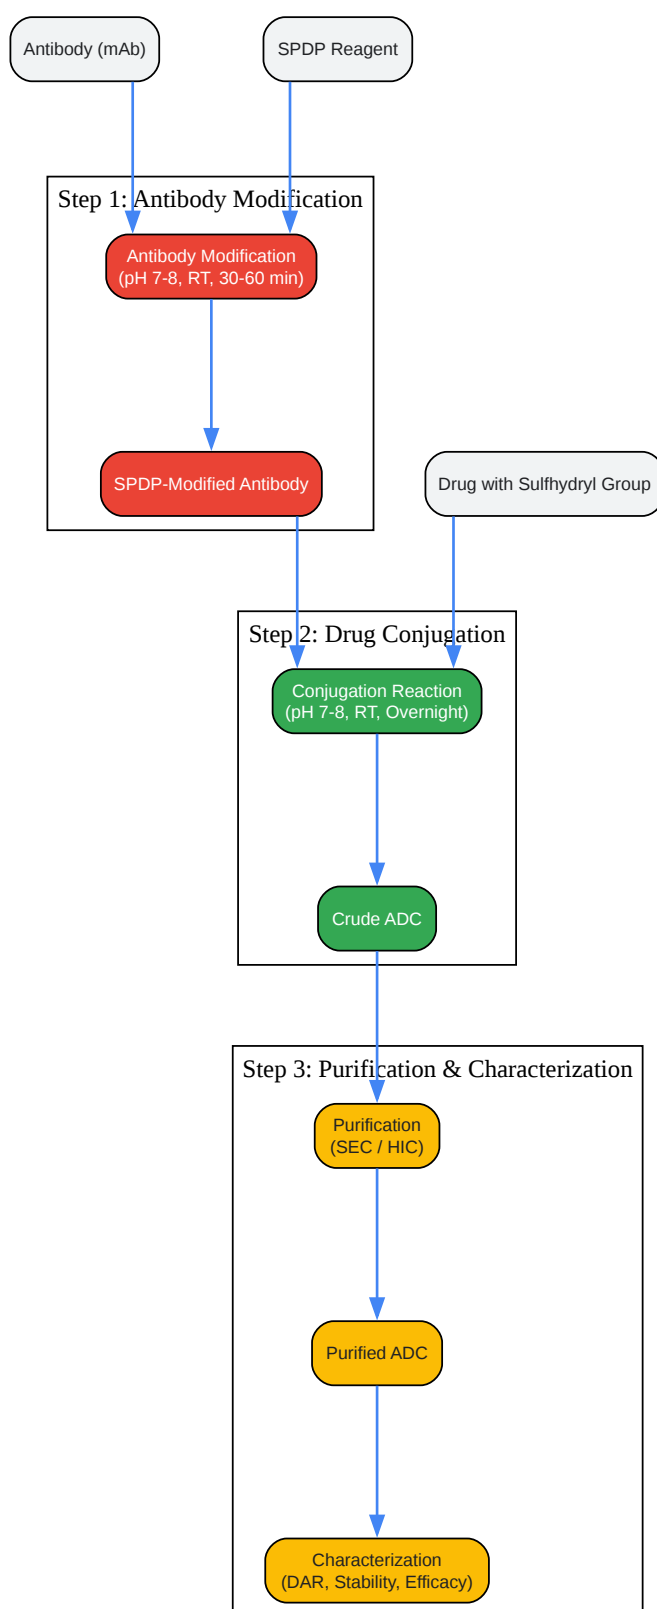 Antibody (mAb)
SPDP Reagent
Step 1: Antibody Modification
Antibody Modification
(pH 7-8, RT, 30-60 min)
SPDP-Modified Antibody
Drug with Sulfhydryl Group
Step 2: Drug Conjugation
Conjugation Reaction
(pH 7-8, RT, Overnight)
Crude ADC
Step 3: Purification & Characterization
Purification
(SEC / HIC)
Purified ADC
Characterization
(DAR, Stability, Efficacy)